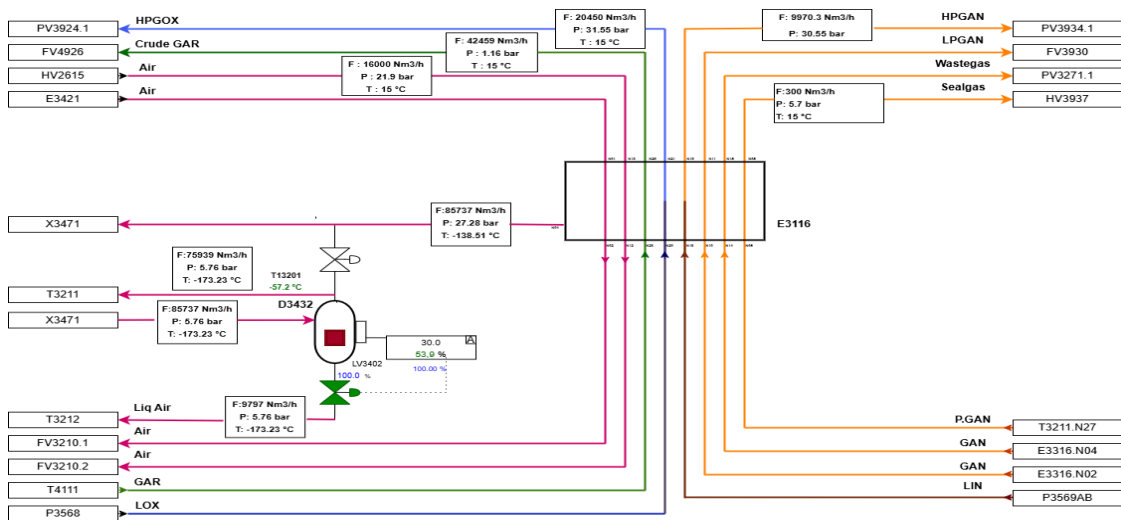 HPGOX
F: 20450 Nm3/h
P: 31.55 bar
T : 15 °C
F: 9970.3 Nm3/h
P: 30.55 bar
HPGAN
PV3924.1
PV3934.1
Crude GAR
F: 42459 Nm3/h
P : 1.16 bar
T : 15 °C
LPGAN
FV4926
FV3930
Air
F : 16000 Nm3/h
P : 21.9 bar
T : 15 °C
Wastegas
HV2615
PV3271.1
Air
F:300 Nm3/h
P: 5.7 bar
T: 15 °C
Sealgas
E3421
HV3937
E3116
X3471
F:85737 Nm3/h
P: 27.28 bar
T: -138.51 °C
F:75939 Nm3/h
P: 5.76 bar
T: -173.23 °C
T13201
-57.2 °C
T3211
D3432
X3471
F:85737 Nm3/h
P: 5.76 bar
T: -173.23 °C
A
30.0
53.9 %
LV3402
100.0 %
100.00 %
Liq Air
F:9797 Nm3/h
P: 5.76 bar
T: -173.23 °C
T3212
Air
FV3210.1
Air
FV3210.2
GAR
T4111
LOX
P3568
P.GAN
T3211.N27
GAN
E3316.N04
GAN
E3316.N02
LIN
P3569AB